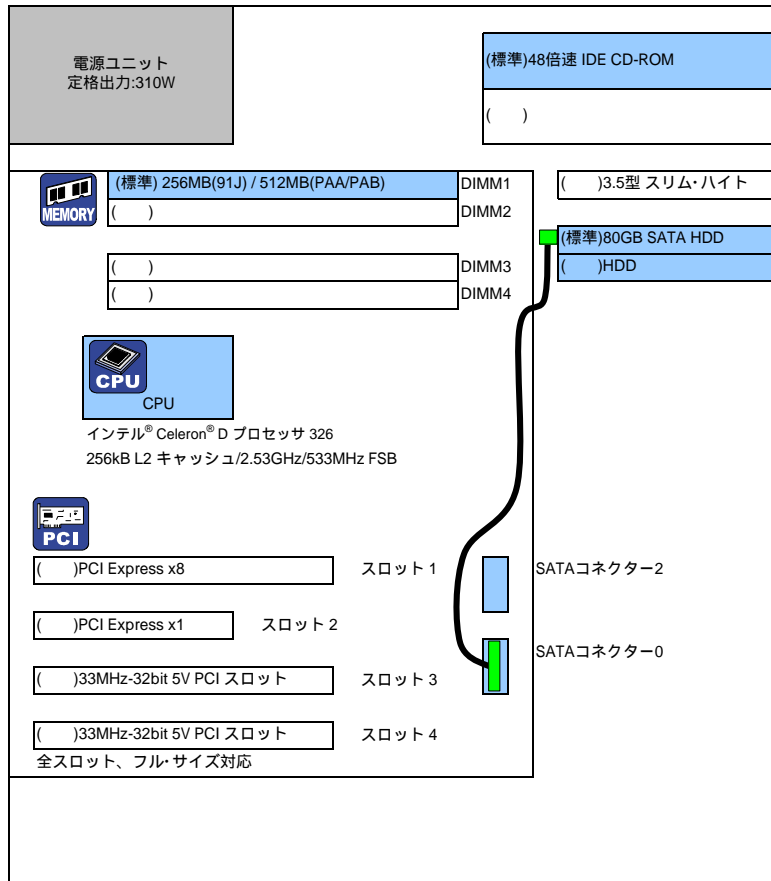 電源ユニット
定格出力:310W
(標準)48倍速 IDE CD-ROM
(　　)
MEMORY
(標準) 256MB(91J) / 512MB(PAA/PAB)
DIMM1
(　　)3.5型 スリム・ハイト
(　　)
DIMM2
(標準)80GB SATA HDD
(　　)
DIMM3
(　　)HDD
(　　)
DIMM4
CPU
CPU
インテル® Celeron® D プロセッサ 326
256kB L2 キャッシュ/2.53GHz/533MHz FSB
PCI
(　　)PCI Express x8
スロット 1
SATAコネクター2
(　　)PCI Express x1
スロット 2
SATAコネクター0
(　　)33MHz-32bit 5V PCI スロット
スロット 3
(　　)33MHz-32bit 5V PCI スロット
スロット 4
全スロット、フル・サイズ対応